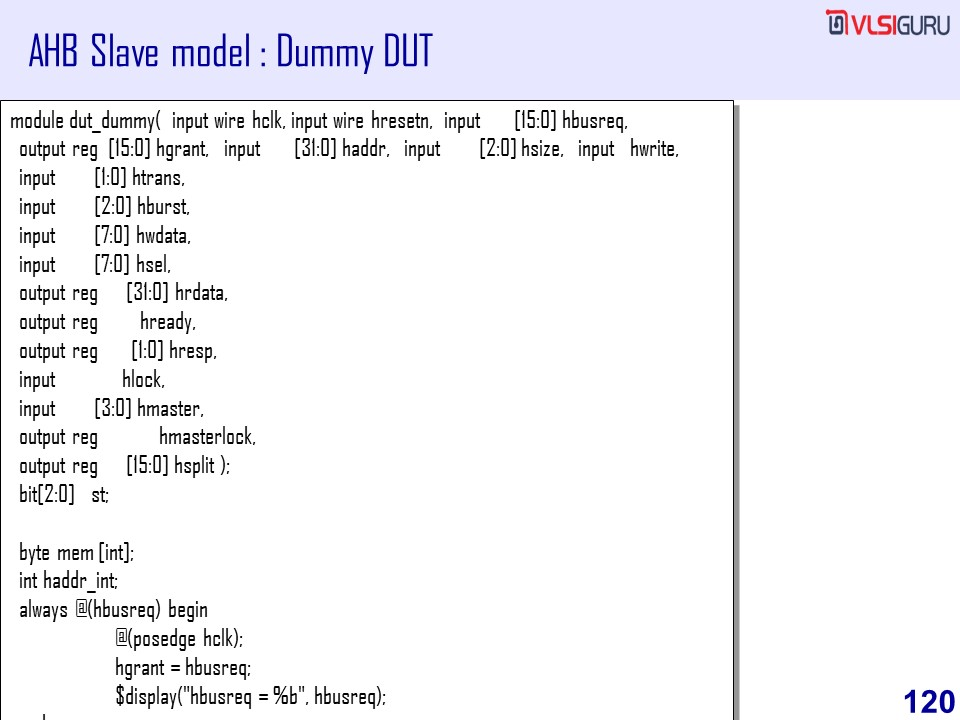 VLSIGURU
AHB Slave model : Dummy DUT
module dut_dummy( input wire hclk, input wire hresetn, input [15:0] hbusreq,
output reg [15:0] hgrant, input [31:0] haddr, input [2:0] hsize, input hwrite,
input [1:0] htrans,
input [2:0] hburst,
input [7:0] hwdata,
input [7:0] hsel,
output reg [31:0] hrdata,
output reg hready,
output reg [1:0] hresp,
input hlock,
input [3:0] hmaster,
output reg hmasterlock,
output reg [15:0] hsplit );
bit[2:0] st;
byte mem [int];
int haddr_int;
always @(hbusreq) begin
@(posedge hclk);
hgrant = hbusreq;
$display("hbusreq = %b", hbusreq);
120